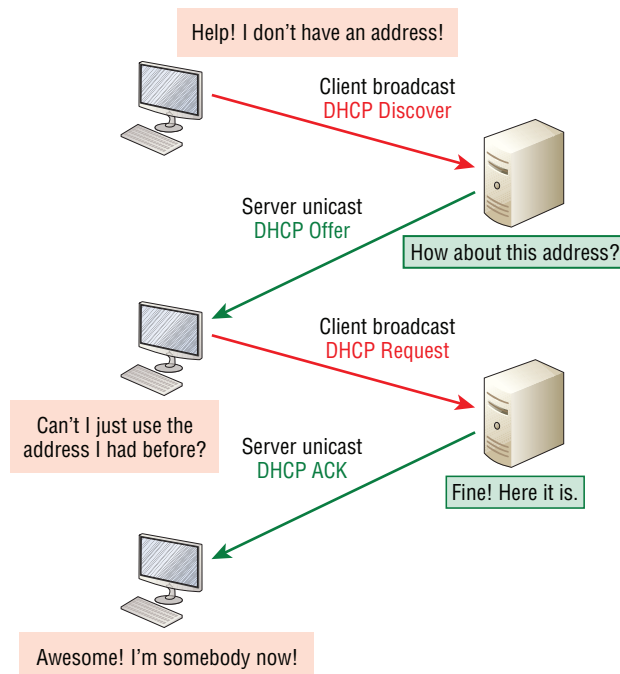 Help! I don't have an address!
Client broadcast
DHCP Discover
Server unicast
DHCP Offer
How about this address?
Client broadcast
DHCP Request
Can't I just use the
address I had before?
Server unicast
DHCP ACK
Fine! Here it is.
Awesome! I'm somebody now!